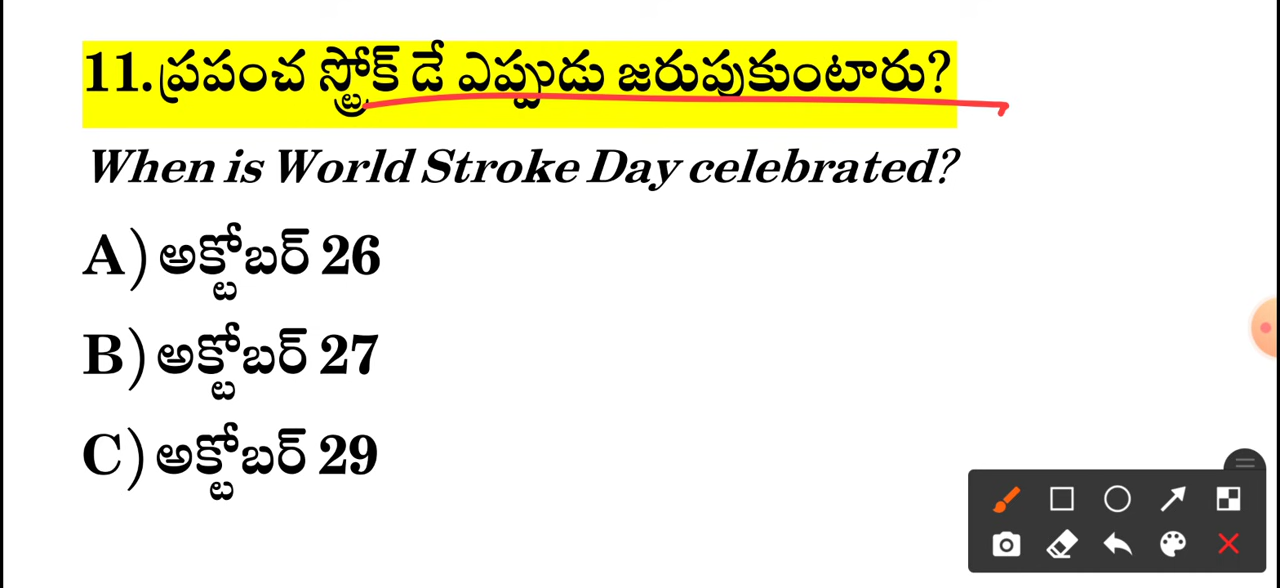 11.ప్రపంచ స్ట్రోక్ డే ఎప్పుడు జరుపుకుంటారు?
When is World Stroke Day celebrated?
A) అక్టోబర్ 26
B) అక్టోబర్ 27
C) అక్టోబర్ 29